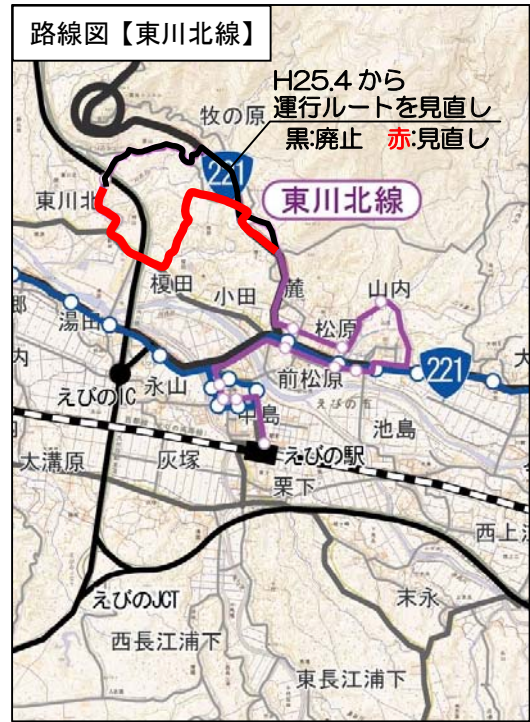 路線図【東川北線】
H25.4から
運行ルートを見直し
黒:廃止 赤:見直し
牧の原
221
東川北
東川北線
榎田
小田
麓
山内
松原
湯田
前松原
221
えびのIC
永山
中島
えびの市
池島
えびの駅
大溝原
灰塚
栗下
西上
えびのJCT
末永
西長江浦下
東長江浦下